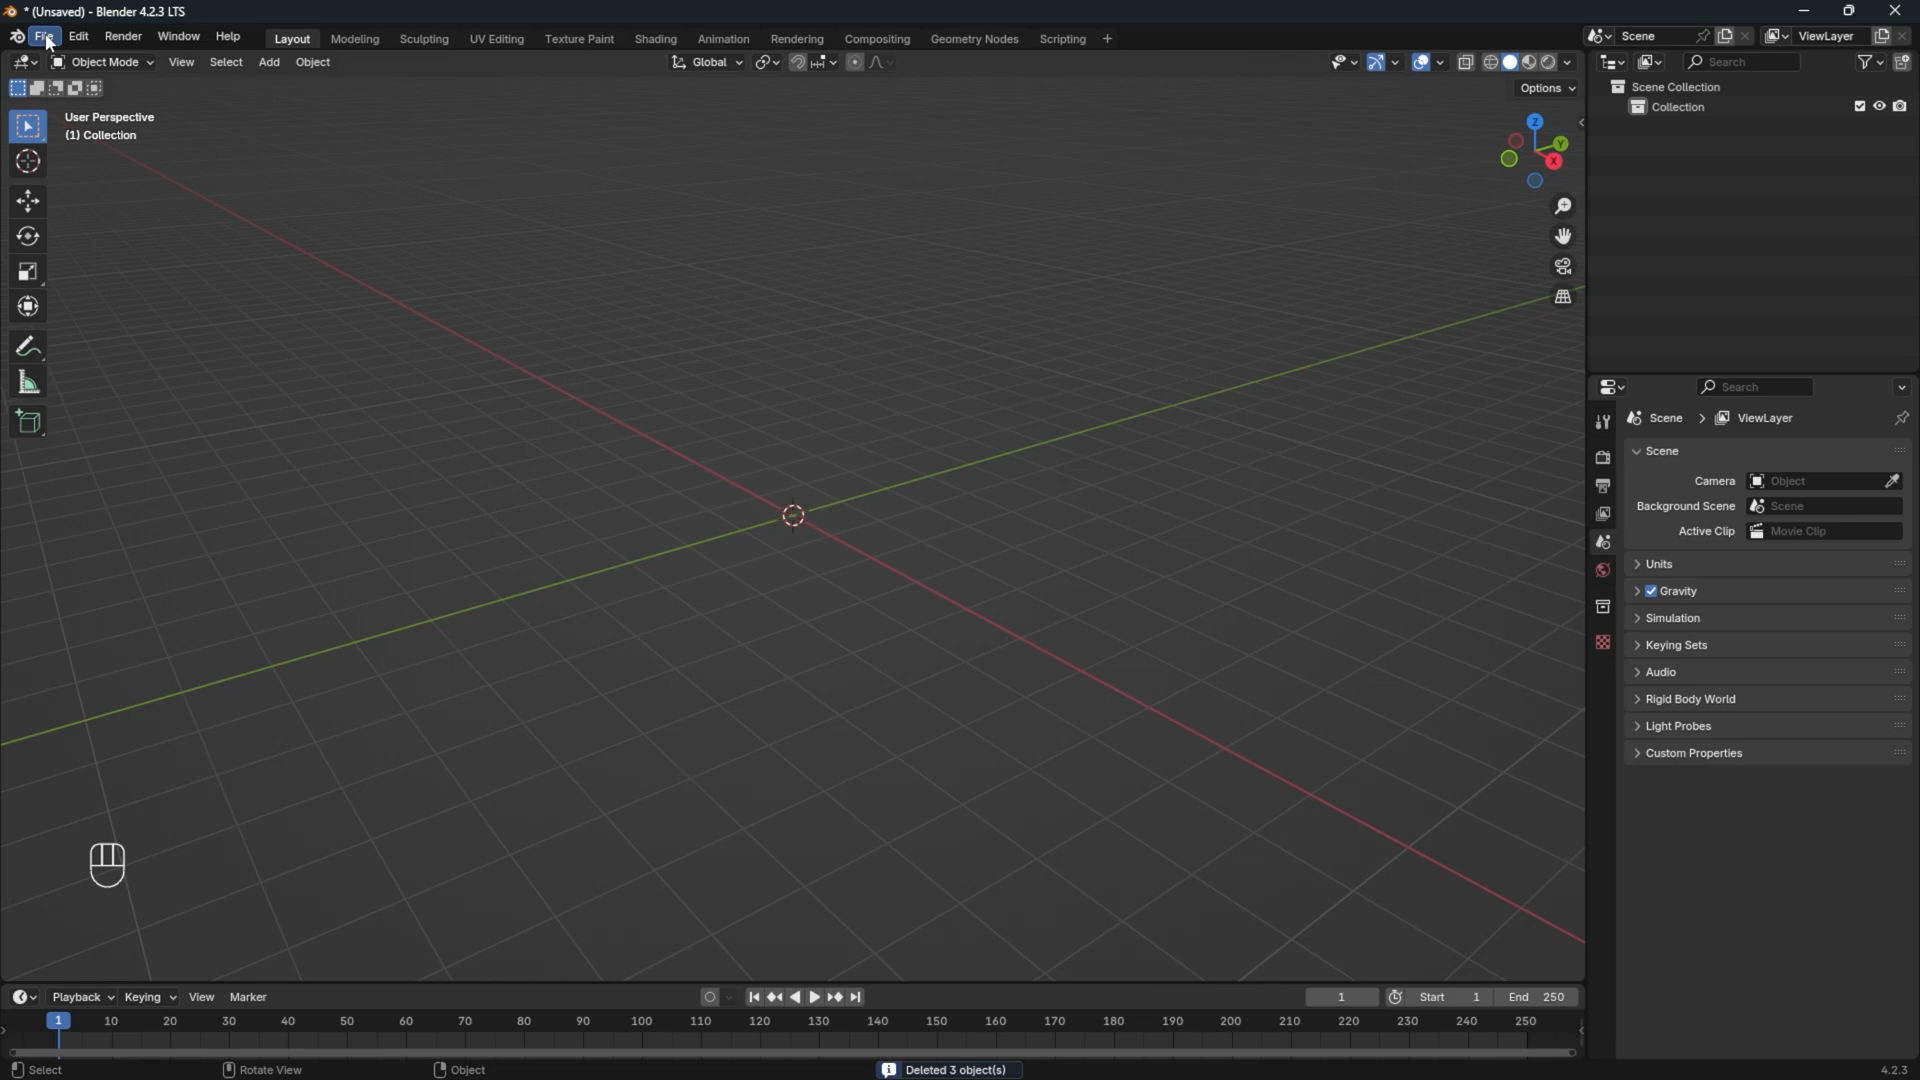 * (Unsaved) - Blender 4.2.3 LTS
File Edit Render Window Help Layout Modeling Sculpting UV Editing Texture Paint Shading Animation Rendering Compositing Geometry Nodes Scripting + Scene ViewLayer
Object Mode View Select Add Object Global Search
Options
User Perspective
(1) Collection
Z
Y
X
Scene Collection
Collection
Search
Scene > ViewLayer
Scene
Camera Object
Background Scene Scene
Active Clip Movie Clip
Units
Gravity
Simulation
Keying Sets
Audio
Rigid Body World
Light Probes
Custom Properties
Playback Keying View Marker 1 Start 1 End 250
1 10 20 30 40 50 60 70 80 90 100 110 120 130 140 150 160 170 180 190 200 210 220 230 240 250
Select Rotate View Object Deleted 3 object(s) 4.2.3